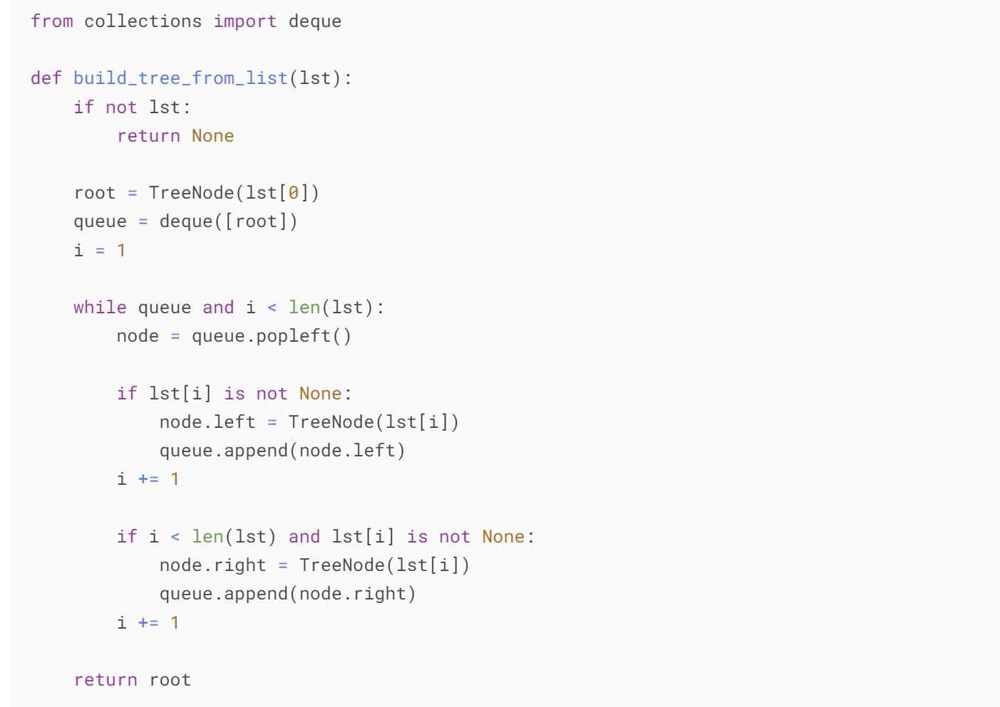 from collections import deque

def build_tree_from_list(lst):
    if not lst:
        return None

    root = TreeNode(lst[0])
    queue = deque([root])
    i = 1

    while queue and i < len(lst):
        node = queue.popleft()

        if lst[i] is not None:
            node.left = TreeNode(lst[i])
            queue.append(node.left)
        i += 1

        if i < len(lst) and lst[i] is not None:
            node.right = TreeNode(lst[i])
            queue.append(node.right)
        i += 1

    return root